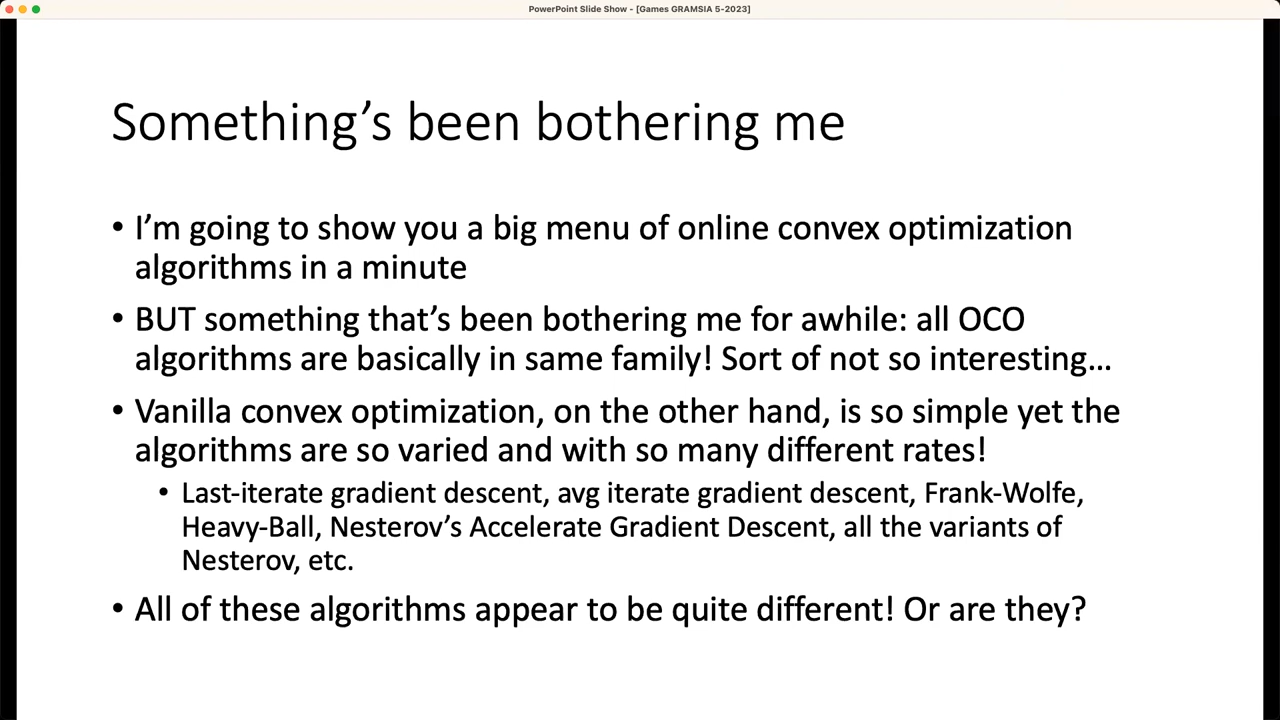 PowerPoint Slide Show - [Games GRAMSIA 5-2023]
Something's been bothering me
• I'm going to show you a big menu of online convex optimization
algorithms in a minute
• BUT something that's been bothering me for awhile: all OCO
algorithms are basically in same family! Sort of not so interesting...
• Vanilla convex optimization, on the other hand, is so simple yet the
algorithms are so varied and with so many different rates!
• Last-iterate gradient descent, avg iterate gradient descent, Frank-Wolfe,
Heavy-Ball, Nesterov's Accelerate Gradient Descent, all the variants of
Nesterov, etc.
• All of these algorithms appear to be quite different! Or are they?